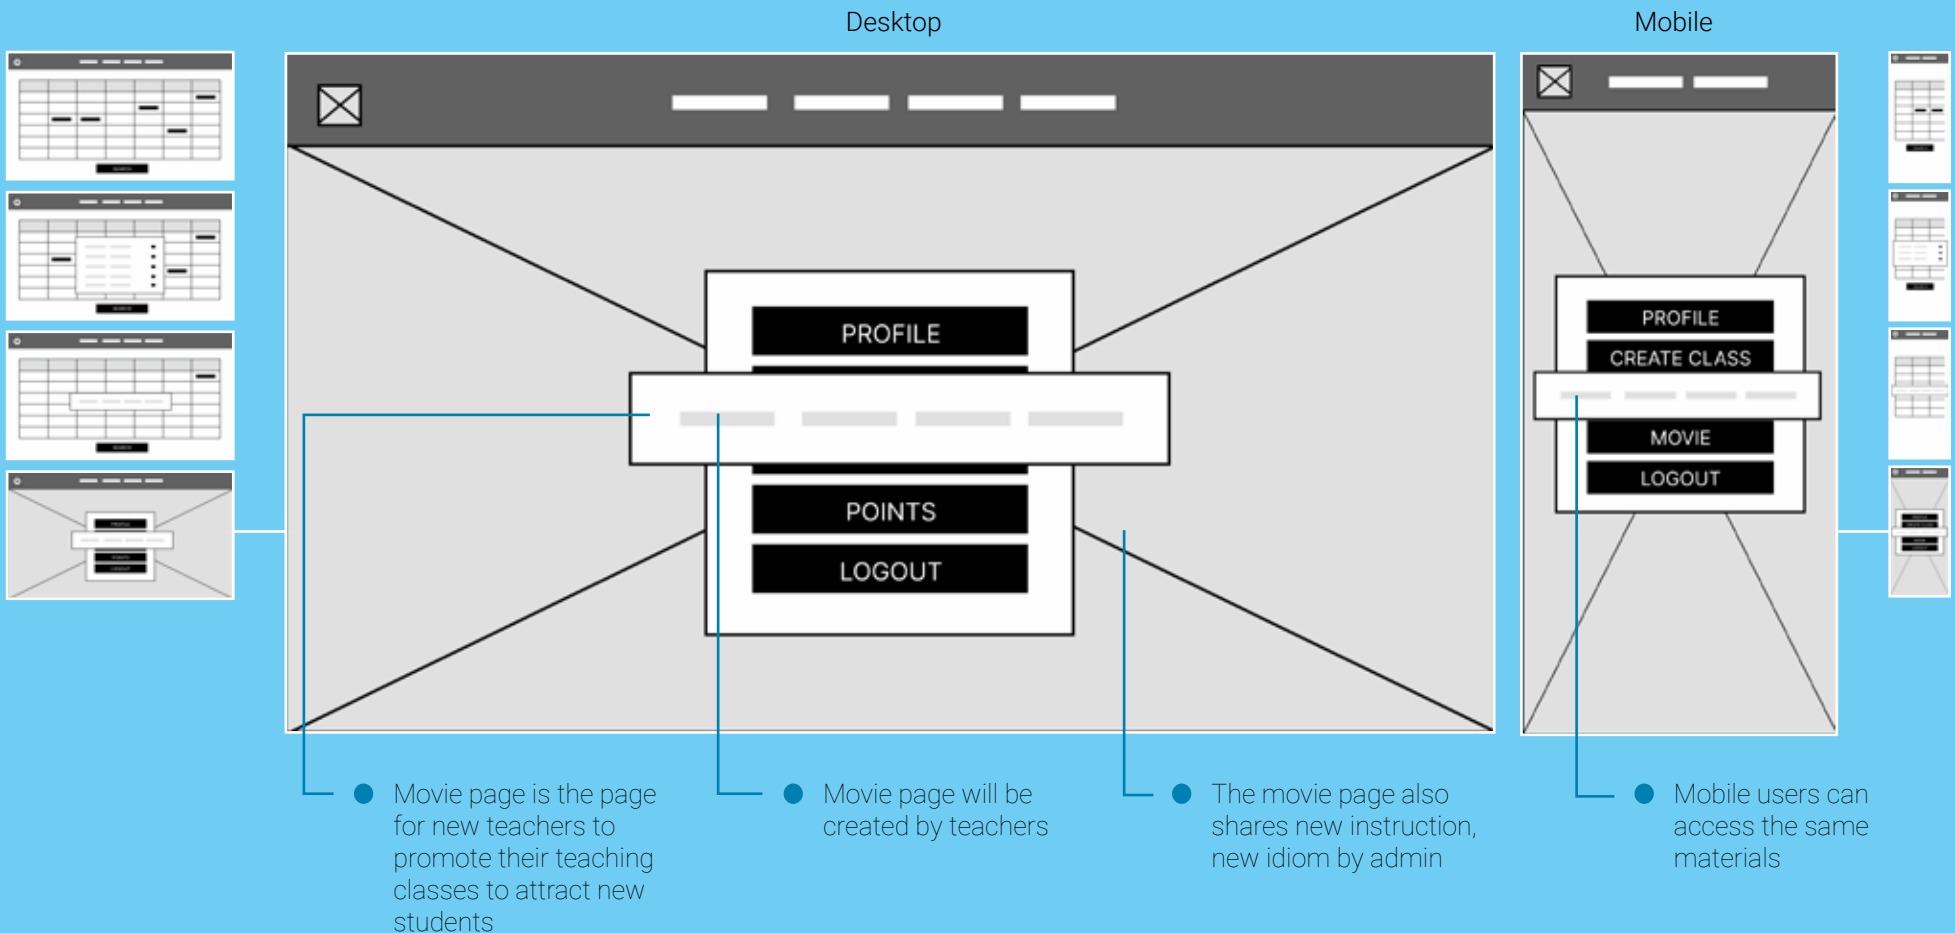 Desktop
Mobile
PROFILE
POINTS
LOGOUT
PROFILE
CREATE CLASS
MOVIE
LOGOUT
Movie page is the page
for new teachers to
promote their teaching
classes to attract new
students
Movie page will be
created by teachers
The movie page also
shares new instruction,
new idiom by admin
Mobile users can
access the same
materials